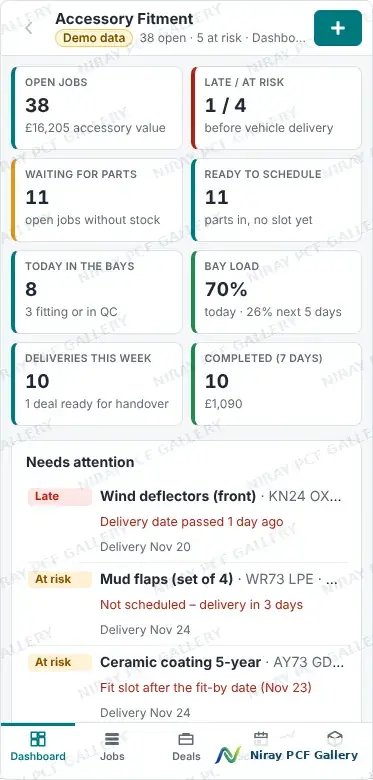 Accessory Fitment
Demo data 38 open · 5 at risk · Dashbo...
OPEN JOBS
38
£16,205 accessory value
LATE / AT RISK
1 / 4
before vehicle delivery
WAITING FOR PARTS
11
open jobs without stock
READY TO SCHEDULE
11
parts in, no slot yet
TODAY IN THE BAYS
8
3 fitting or in QC
BAY LOAD
70%
today · 26% next 5 days
DELIVERIES THIS WEEK
10
1 deal ready for handover
COMPLETED (7 DAYS)
10
£1,090
Needs attention
Late Wind deflectors (front) · KN24 OX...
Delivery date passed 1 day ago
Delivery Nov 20
At risk Mud flaps (set of 4) · WR73 LPE · ...
Not scheduled – delivery in 3 days
Delivery Nov 24
At risk Ceramic coating 5-year · AY73 GD...
Fit slot after the fit-by date (Nov 23)
Delivery Nov 24
Dashboard Jobs Deals
Niray PCF Gallery
NIRAY PCF GALLERY